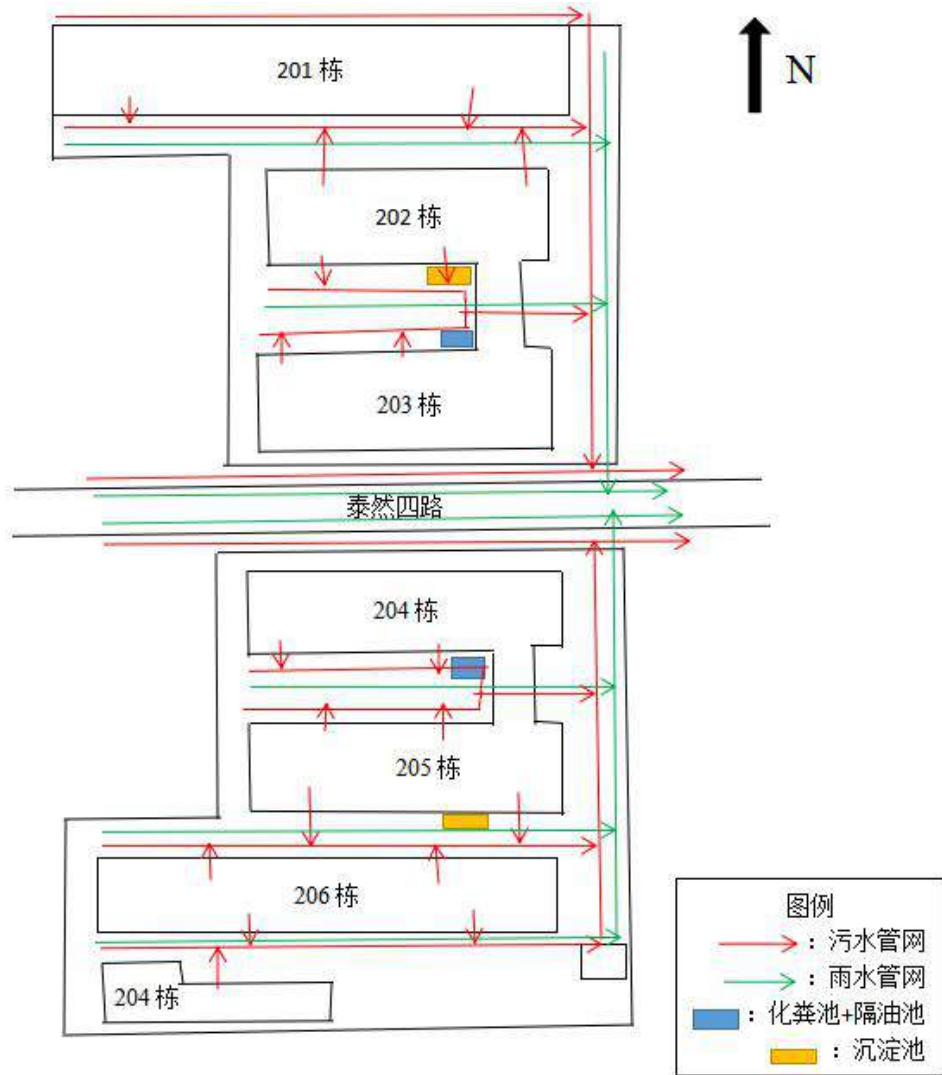 201 栋
N
202 栋
203 栋
泰然四路
204 栋
205 栋
206 栋
204 栋
图例
：污水管网
：雨水管网
：化粪池+隔油池
：沉淀池